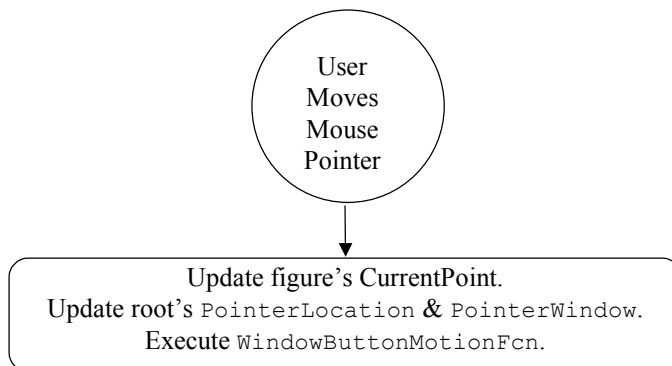 User
Moves
Mouse
Pointer
Update figure’s CurrentPoint.
Update root’s PointerLocation & PointerWindow.
Execute WindowButtonMotionFcn.